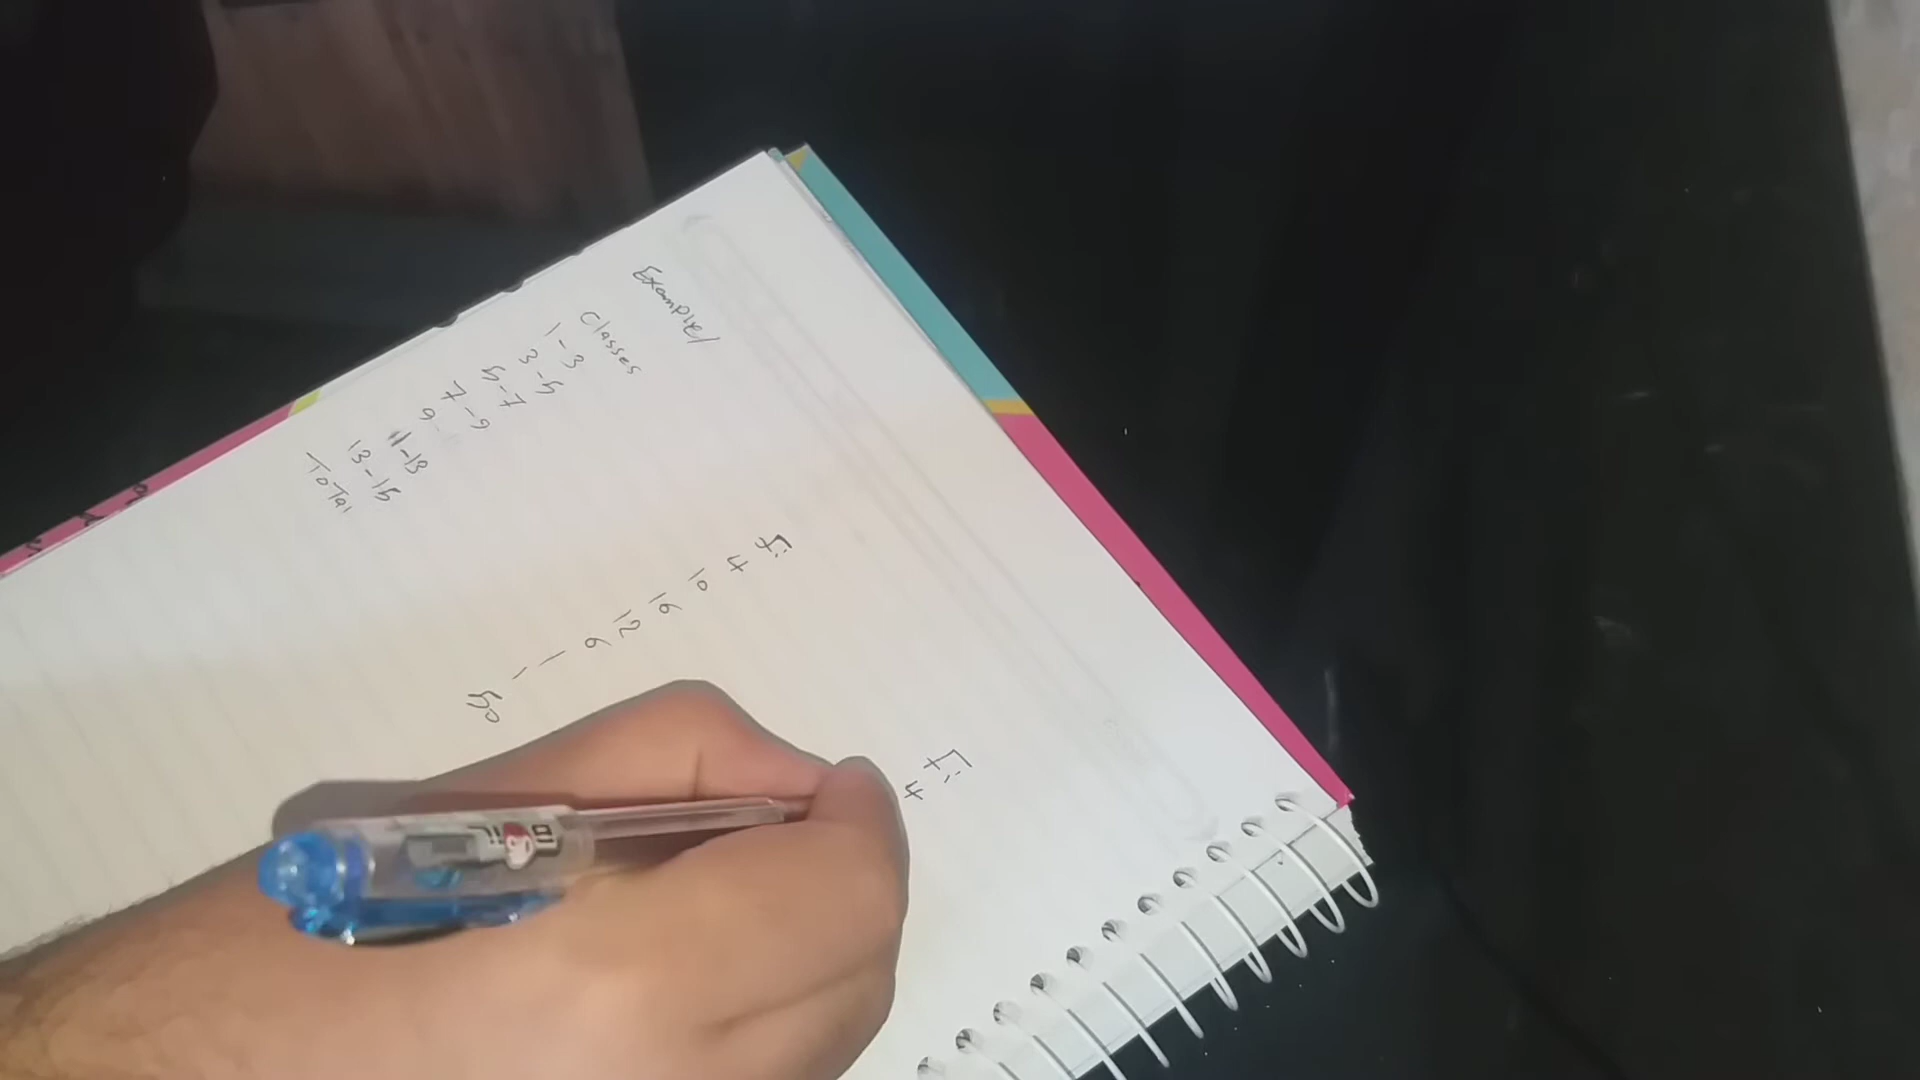 Example/
Classes fi Fi
1-3 4 4
3-5 10
5-7 16
7-9 12
9- 6
11-13 1
13-15 1
Total 50